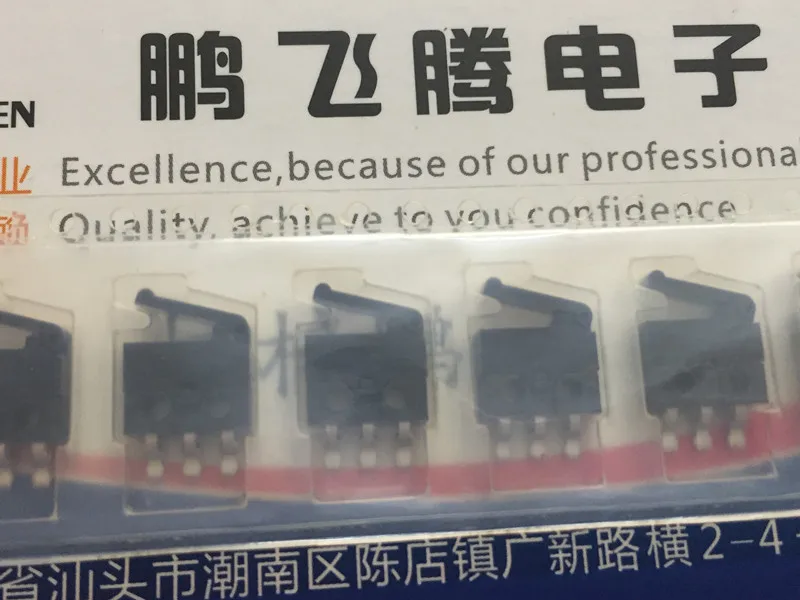 鹏飞腾电子
EN
业 Excellence,because of our professiona
赖 Quality, achieve to you confidence
省汕头市潮南区陈店镇广新路横2-4